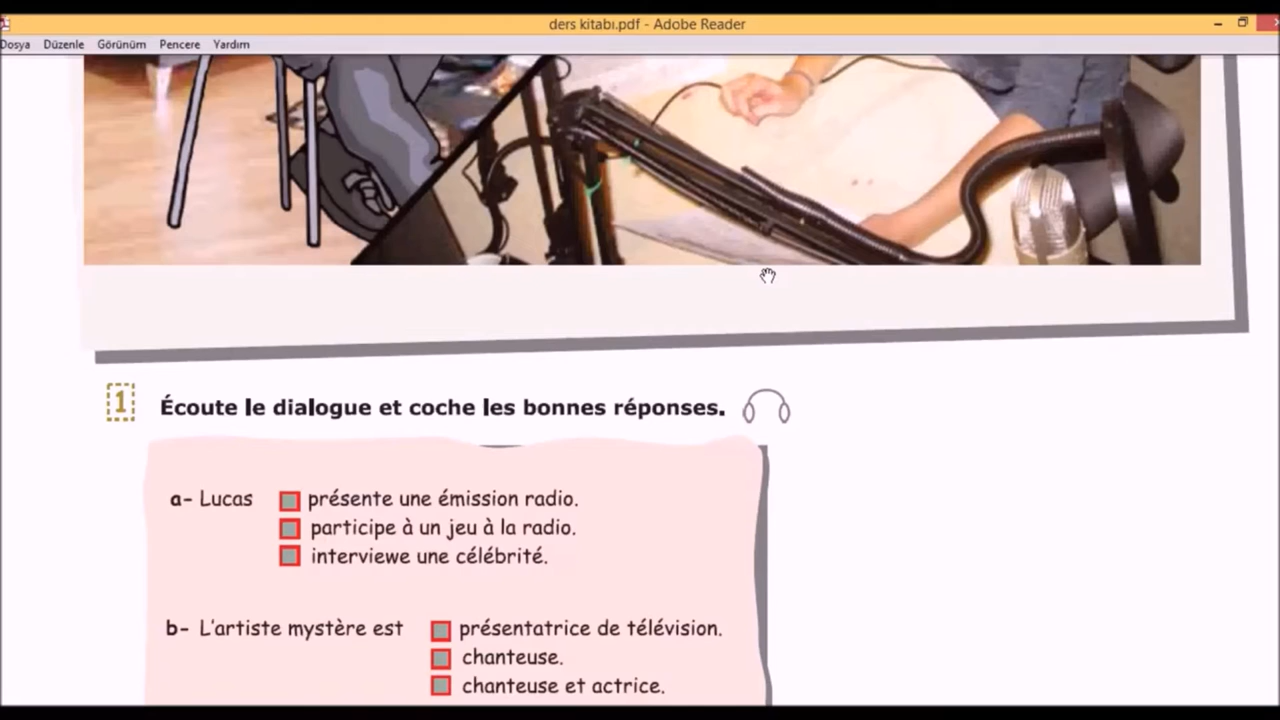 ders kitabı.pdf - Adobe Reader
Dosya Düzenle Görünüm Pencere Yardım
1 Écoute le dialogue et coche les bonnes réponses.
a- Lucas présente une émission radio.
participe à un jeu à la radio.
interviewe une célébrité.
b- L'artiste mystère est présentatrice de télévision.
chanteuse.
chanteuse et actrice.